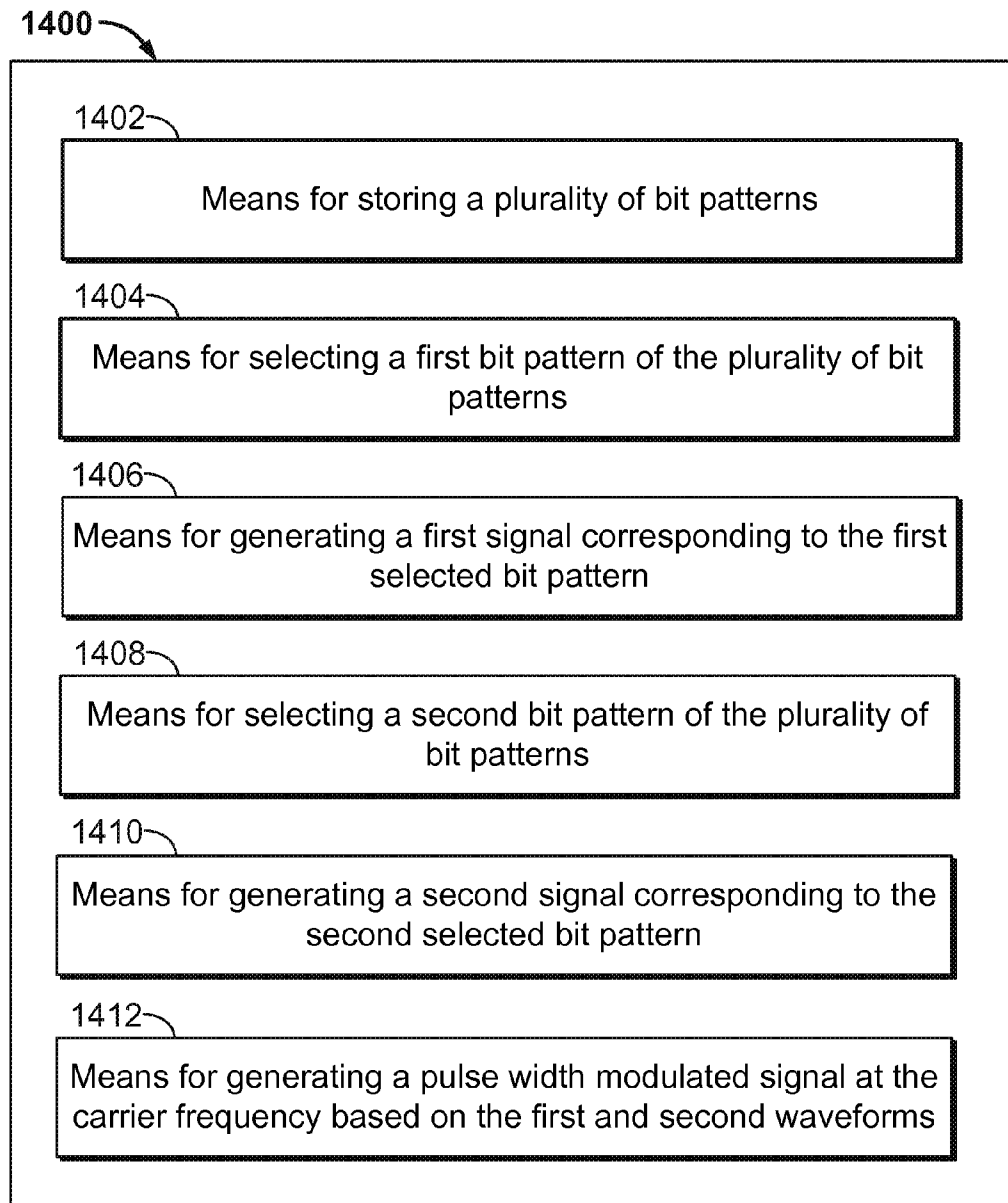 1400
1402
Means for storing a plurality of bit patterns
1404
Means for selecting a first bit pattern of the plurality of bit
patterns
1406
Means for generating a first signal corresponding to the first
selected bit pattern
1408
Means for selecting a second bit pattern of the plurality of
bit patterns
1410
Means for generating a second signal corresponding to the
second selected bit pattern
1412
Means for generating a pulse width modulated signal at the
carrier frequency based on the first and second waveforms